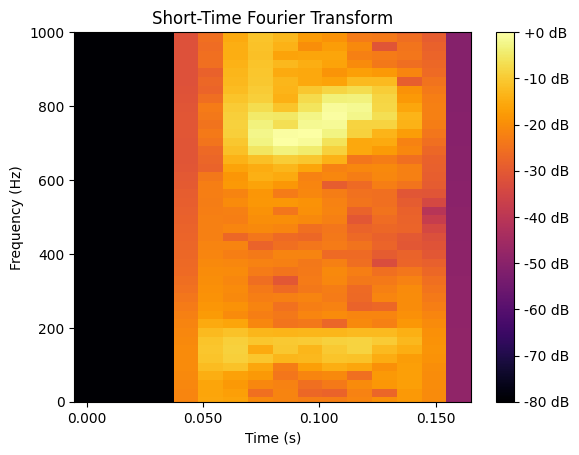 Short-Time Fourier Transform
1000
800
600
400
200
0
Frequency (Hz)
0.000
0.050
0.100
0.150
Time (s)
+0 dB
-10 dB
-20 dB
-30 dB
-40 dB
-50 dB
-60 dB
-70 dB
-80 dB